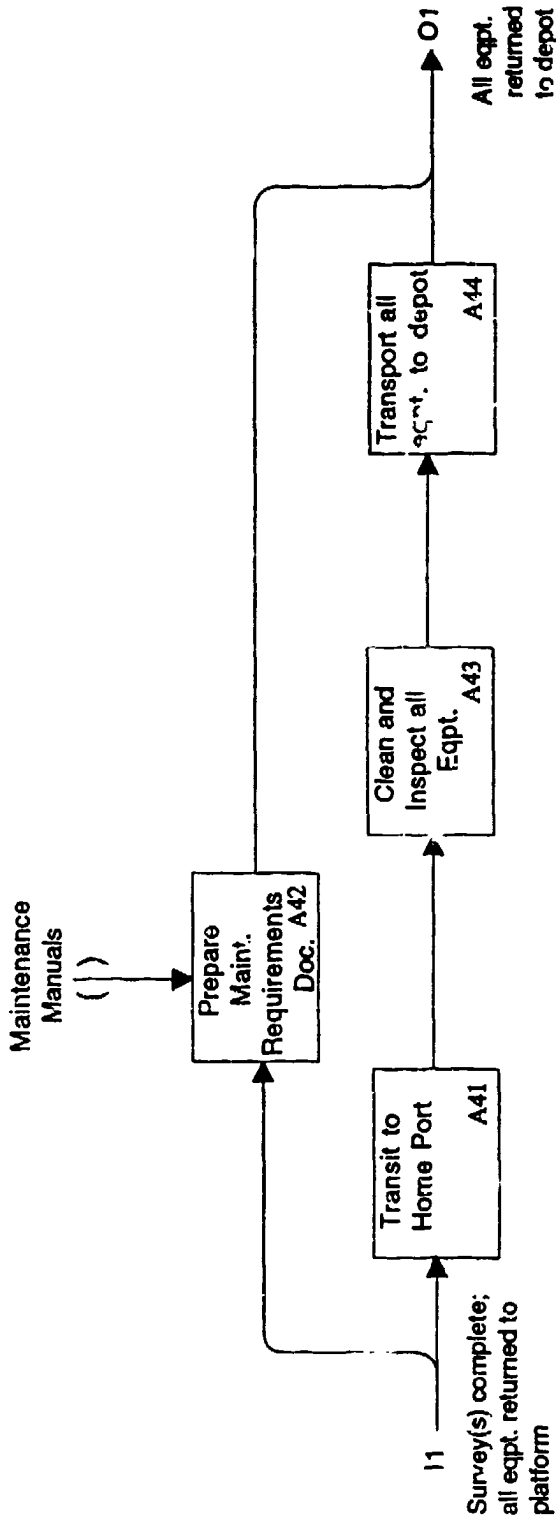 Maintenance
Manuals
( )
Prepare
Maint.
Requirements
Doc. A42
I1
Survey(s) complete;
all eqpt. returned to
platform
Transit to
Home Port
A41
Clean and
Inspect all
Eqpt.
A43
Transport all
eqpt. to depot
A44
O1
All eqpt.
returned
to depot